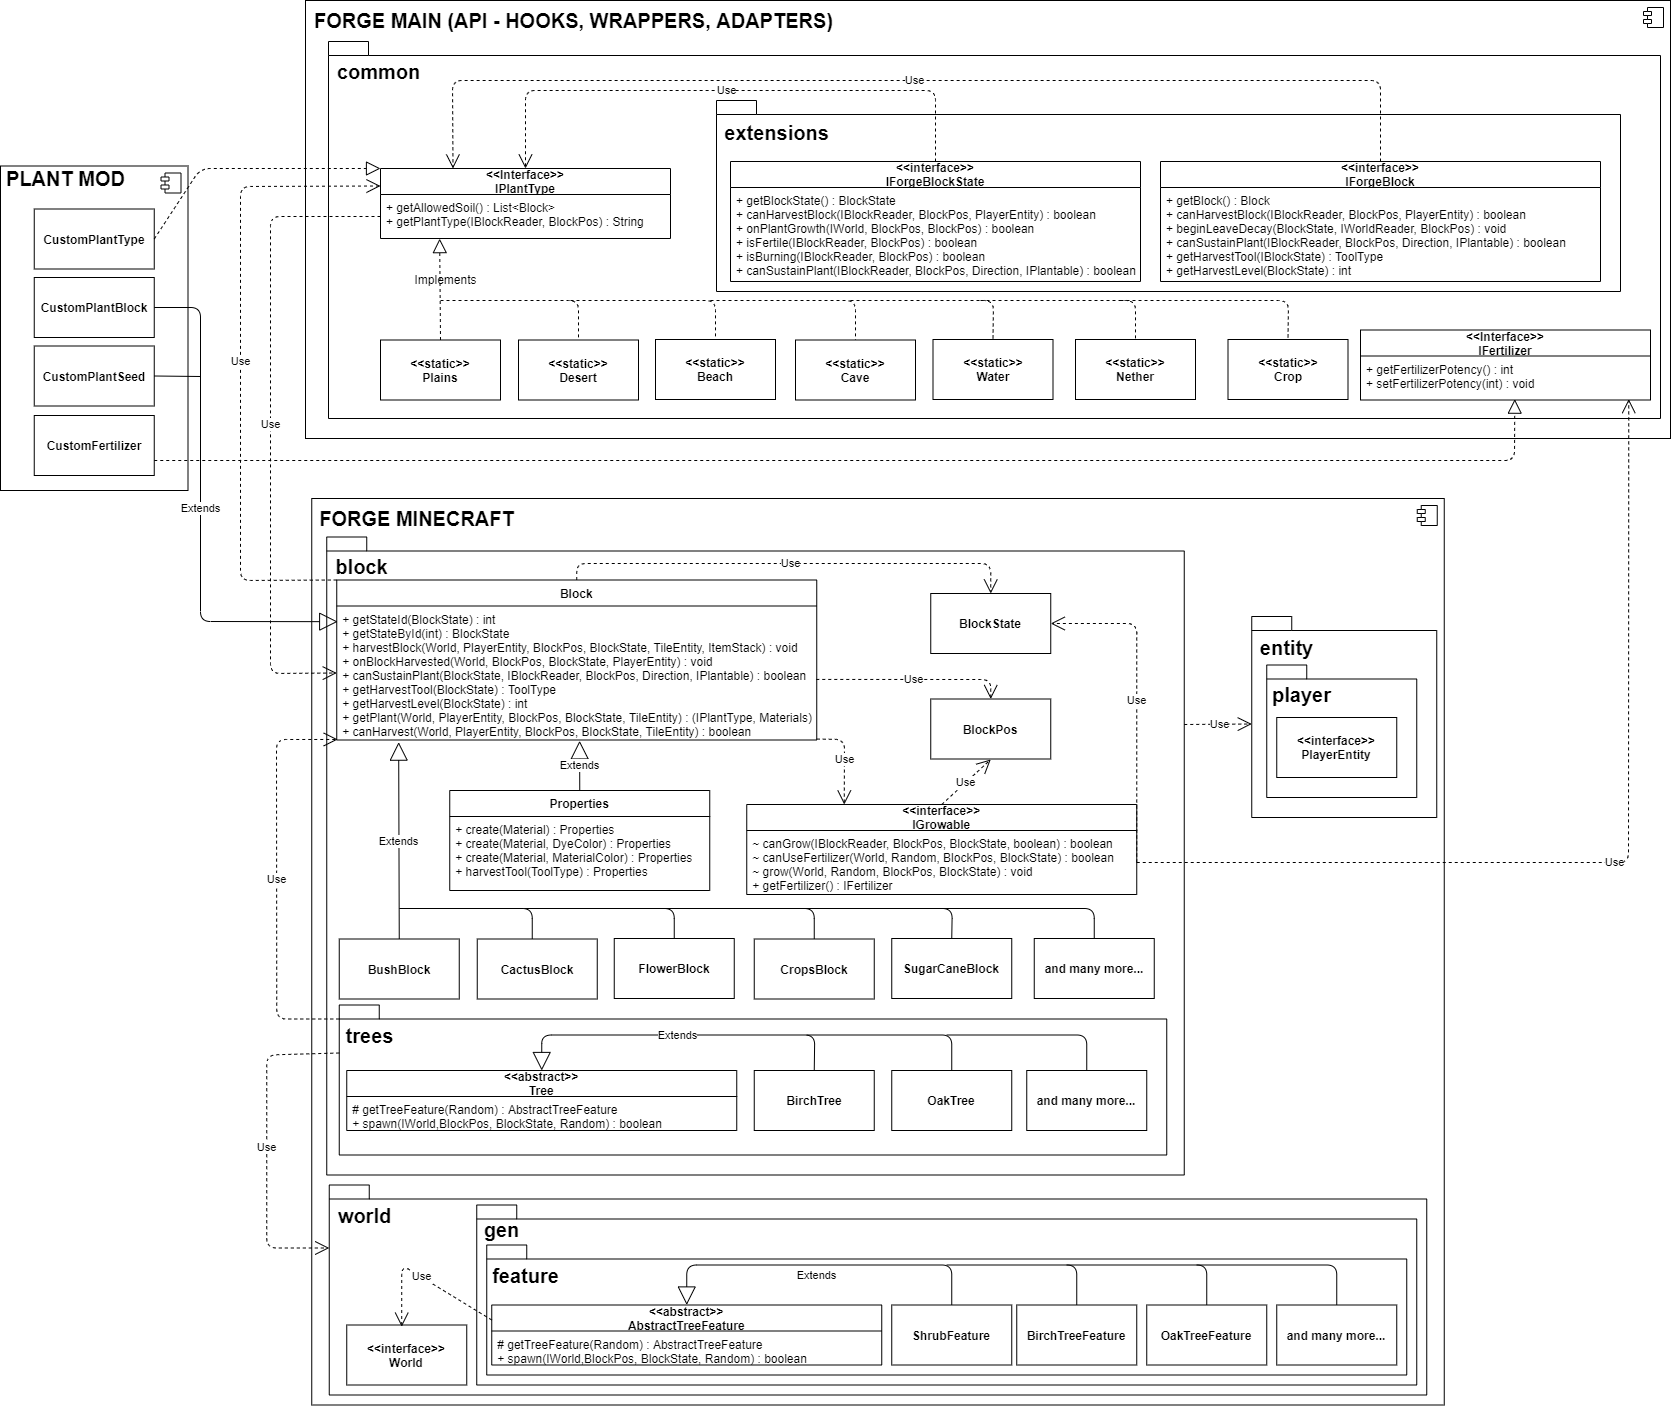 FORGE MAIN (API - HOOKS, WRAPPERS, ADAPTERS)
common
Use
Use
extensions
<<interface>>
IForgeBlockState
+ getBlockState() : BlockState
+ canHarvestBlock(IBlockReader, BlockPos, PlayerEntity) : boolean
+ onPlantGrowth(IWorld, BlockPos, BlockPos) : boolean
+ isFertile(IBlockReader, BlockPos) : boolean
+ isBurning(IBlockReader, BlockPos) : boolean
+ canSustainPlant(IBlockReader, BlockPos, Direction, IPlantable) : boolean
<<interface>>
IForgeBlock
+ getBlock() : Block
+ canHarvestBlock(IBlockReader, BlockPos, PlayerEntity) : boolean
+ beginLeaveDecay(BlockState, IWorldReader, BlockPos) : void
+ canSustainPlant(IBlockReader, BlockPos, Direction, IPlantable) : boolean
+ getHarvestTool(IBlockState) : ToolType
+ getHarvestLevel(BlockState) : int
<<Interface>>
IPlantType
+ getAllowedSoil() : List<Block>
+ getPlantType(IBlockReader, BlockPos) : String
Implements
<<static>>
Plains
<<static>>
Desert
<<static>>
Beach
<<static>>
Cave
<<static>>
Water
<<static>>
Nether
<<static>>
Crop
<<Interface>>
IFertilizer
+ getFertilizerPotency() : int
+ setFertilizerPotency(int) : void
PLANT MOD
CustomPlantType
CustomPlantBlock
CustomPlantSeed
CustomFertilizer
Use
Use
Extends
FORGE MINECRAFT
block
Block
+ getStateId(BlockState) : int
+ getStateById(int) : BlockState
+ harvestBlock(World, PlayerEntity, BlockPos, BlockState, TileEntity, ItemStack) : void
+ onBlockHarvested(World, BlockPos, BlockState, PlayerEntity) : void
+ canSustainPlant(BlockState, IBlockReader, BlockPos, Direction, IPlantable) : boolean
+ getHarvestTool(BlockState) : ToolType
+ getHarvestLevel(BlockState) : int
+ getPlant(World, PlayerEntity, BlockPos, BlockState, TileEntity) : (IPlantType, Materials)
+ canHarvest(World, PlayerEntity, BlockPos, BlockState, TileEntity) : boolean
Use
BlockState
Use
BlockPos
Use
Use
Use
Use
Use
entity
player
<<interface>>
PlayerEntity
Extends
Properties
+ create(Material) : Properties
+ create(Material, DyeColor) : Properties
+ create(Material, MaterialColor) : Properties
+ harvestTool(ToolType) : Properties
<<interface>>
IGrowable
~ canGrow(IBlockReader, BlockPos, BlockState, boolean) : boolean
~ canUseFertilizer(World, Random, BlockPos, BlockState) : boolean
~ grow(World, Random, BlockPos, BlockState) : void
+ getFertilizer() : IFertilizer
Extends
Use
BushBlock
CactusBlock
FlowerBlock
CropsBlock
SugarCaneBlock
and many more...
trees
Extends
<<abstract>>
Tree
# getTreeFeature(Random) : AbstractTreeFeature
+ spawn(IWorld,BlockPos, BlockState, Random) : boolean
BirchTree
OakTree
and many more...
Use
world
gen
feature
Use
Extends
<<interface>>
World
<<abstract>>
AbstractTreeFeature
# getTreeFeature(Random) : AbstractTreeFeature
+ spawn(IWorld,BlockPos, BlockState, Random) : boolean
ShrubFeature
BirchTreeFeature
OakTreeFeature
and many more...